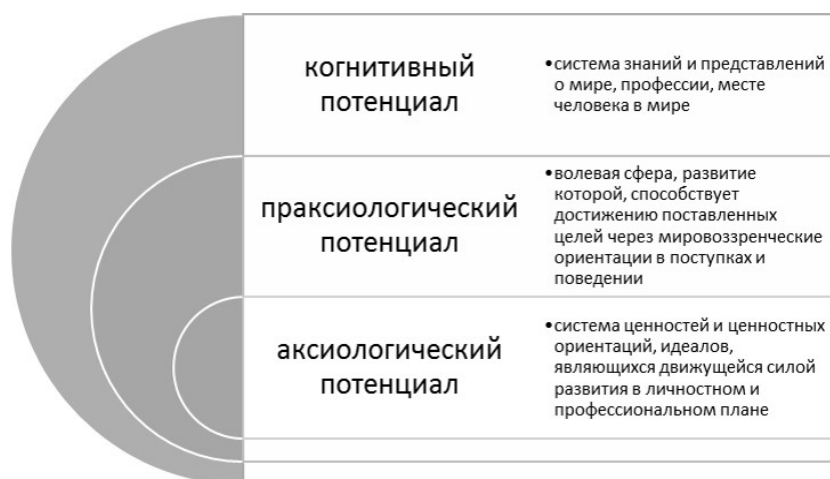 когнитивный
потенциал
•система знаний и представлений
о мире, профессии, месте
человека в мире
праксиологический
потенциал
•волевая сфера, развитие
которой, способствует
достижению поставленных
целей через мировоззренческие
ориентации в поступках и
поведении
аксиологический
потенциал
•система ценностей и ценностных
ориентаций, идеалов,
являющихся движущейся силой
развития в личностном и
профессиональном плане